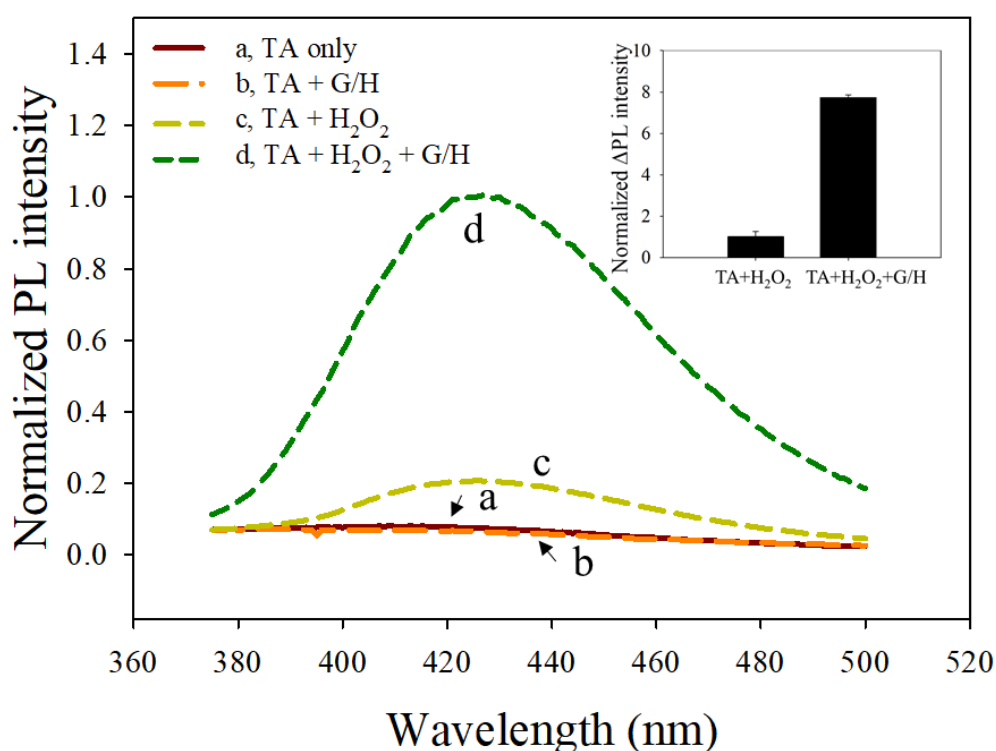 a, TA only
b, TA + G/H
c, TA + H₂O₂
d, TA + H₂O₂ + G/H
Normalized PL intensity
1.4
1.2
1.0
0.8
0.6
0.4
0.2
0.0
d
c
a
b
360 380 400 420 440 460 480 500 520
Wavelength (nm)
Normalized ΔPL intensity
10
8
6
4
2
0
TA+H₂O₂ TA+H₂O₂+G/H